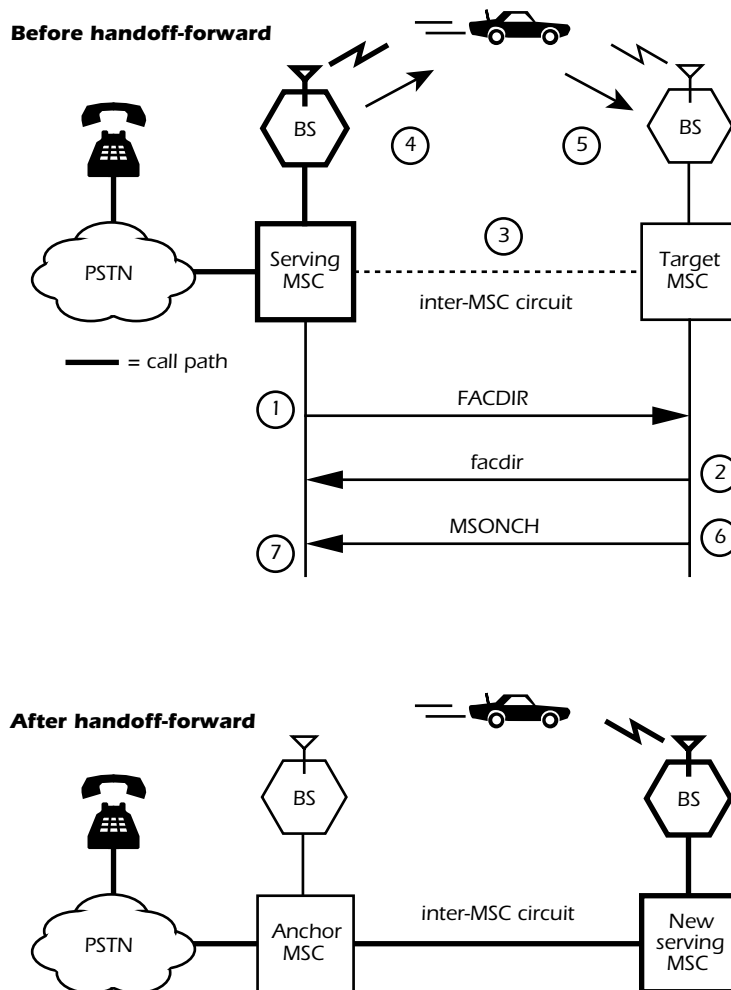 Before handoff-forward
BS
BS
4
5
3
PSTN
Serving
MSC
Target
MSC
inter-MSC circuit
= call path
1
FACDIR
facdir
2
MSONCH
6
7
After handoff-forward
BS
BS
inter-MSC circuit
PSTN
Anchor
MSC
New
serving
MSC